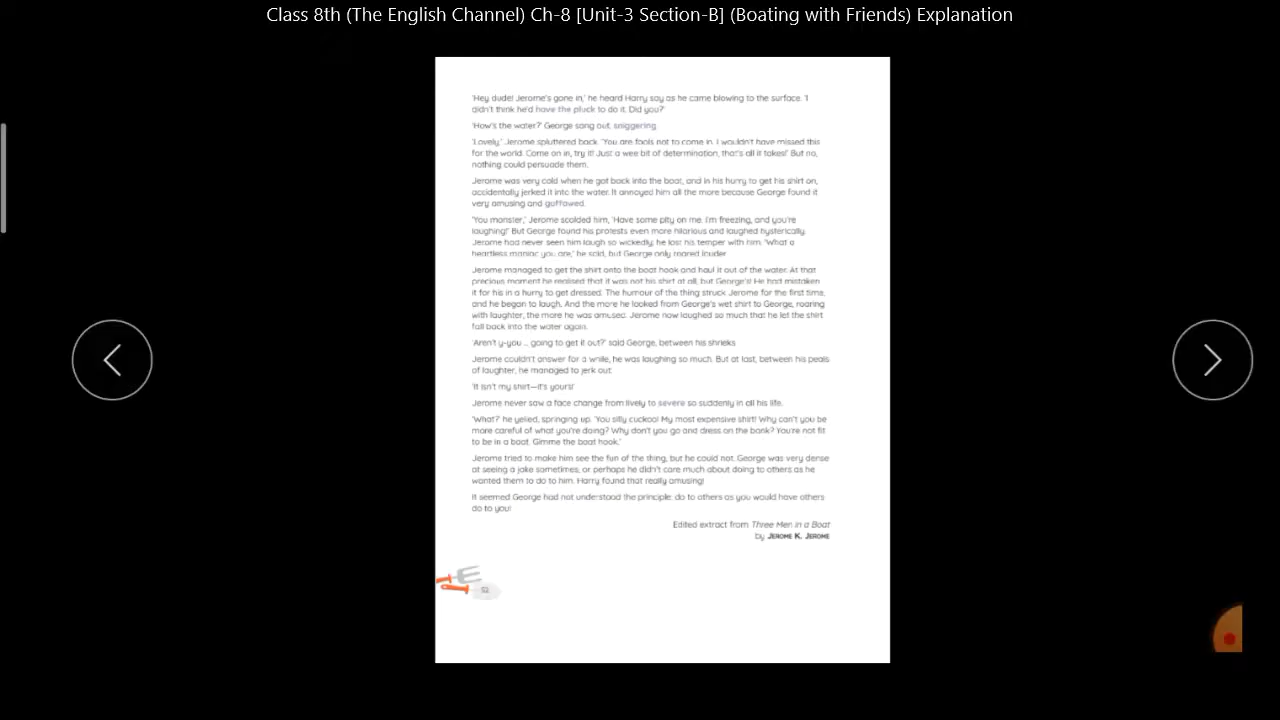 Class 8th (The English Channel) Ch-8 [Unit-3 Section-B] (Boating with Friends) Explanation
'Hey dude! Jerome's gone in,' he heard Harry say as he came blowing to the surface. 'I
didn't think he'd have the pluck to do it. Did you?'
'How's the water?' George sang out, sniggering.
'Lovely,' Jerome spluttered back. 'You are fools not to come in. I wouldn't have missed this
for the world. Come on in, try it! Just a wee bit of determination, that's all it takes!' But no,
nothing could persuade them.
Jerome was very cold when he got back into the boat, and in his hurry to get his shirt on,
accidentally jerked it into the water. It annoyed him all the more because George found it
very amusing and guffawed.
'You monster,' Jerome scolded him, 'Have some pity on me. I'm freezing, and you're
laughing!' But George found his protests even more hilarious and laughed hysterically.
Jerome had never seen him laugh so wickedly; he lost his temper with him. 'What a
heartless maniac you are,' he said, but George only roared louder.
Jerome managed to get the shirt onto the boat hook and haul it out of the water. At that
precious moment he realised that it was not his shirt at all, but George's! He had mistaken
it for his in a hurry to get dressed. The humour of the thing struck Jerome for the first time,
and he began to laugh. And the more he looked from George's wet shirt to George, roaring
with laughter, the more he was amused. Jerome now laughed so much that he let the shirt
fall back into the water again.
'Aren't y-you ... going to get it out?' said George, between his shrieks.
Jerome couldn't answer for a while, he was laughing so much. But at last, between his peals
of laughter, he managed to jerk out:
'It isn't my shirt—it's yours!'
Jerome never saw a face change from lively to severe so suddenly in all his life.
'What?' he yelled, springing up. 'You silly cuckoo! My most expensive shirt! Why can't you be
more careful of what you're doing? Why don't you go and dress on the bank? You're not fit
to be in a boat. Gimme the boat hook.'
Jerome tried to make him see the fun of the thing, but he could not. George was very dense
at seeing a joke sometimes, or perhaps he didn't care much about doing to others as he
wanted them to do to him. Harry found that really amusing!
It seemed George had not understood the principle: do to others as you would have others
do to you!
Edited extract from Three Men in a Boat
by JEROME K. JEROME